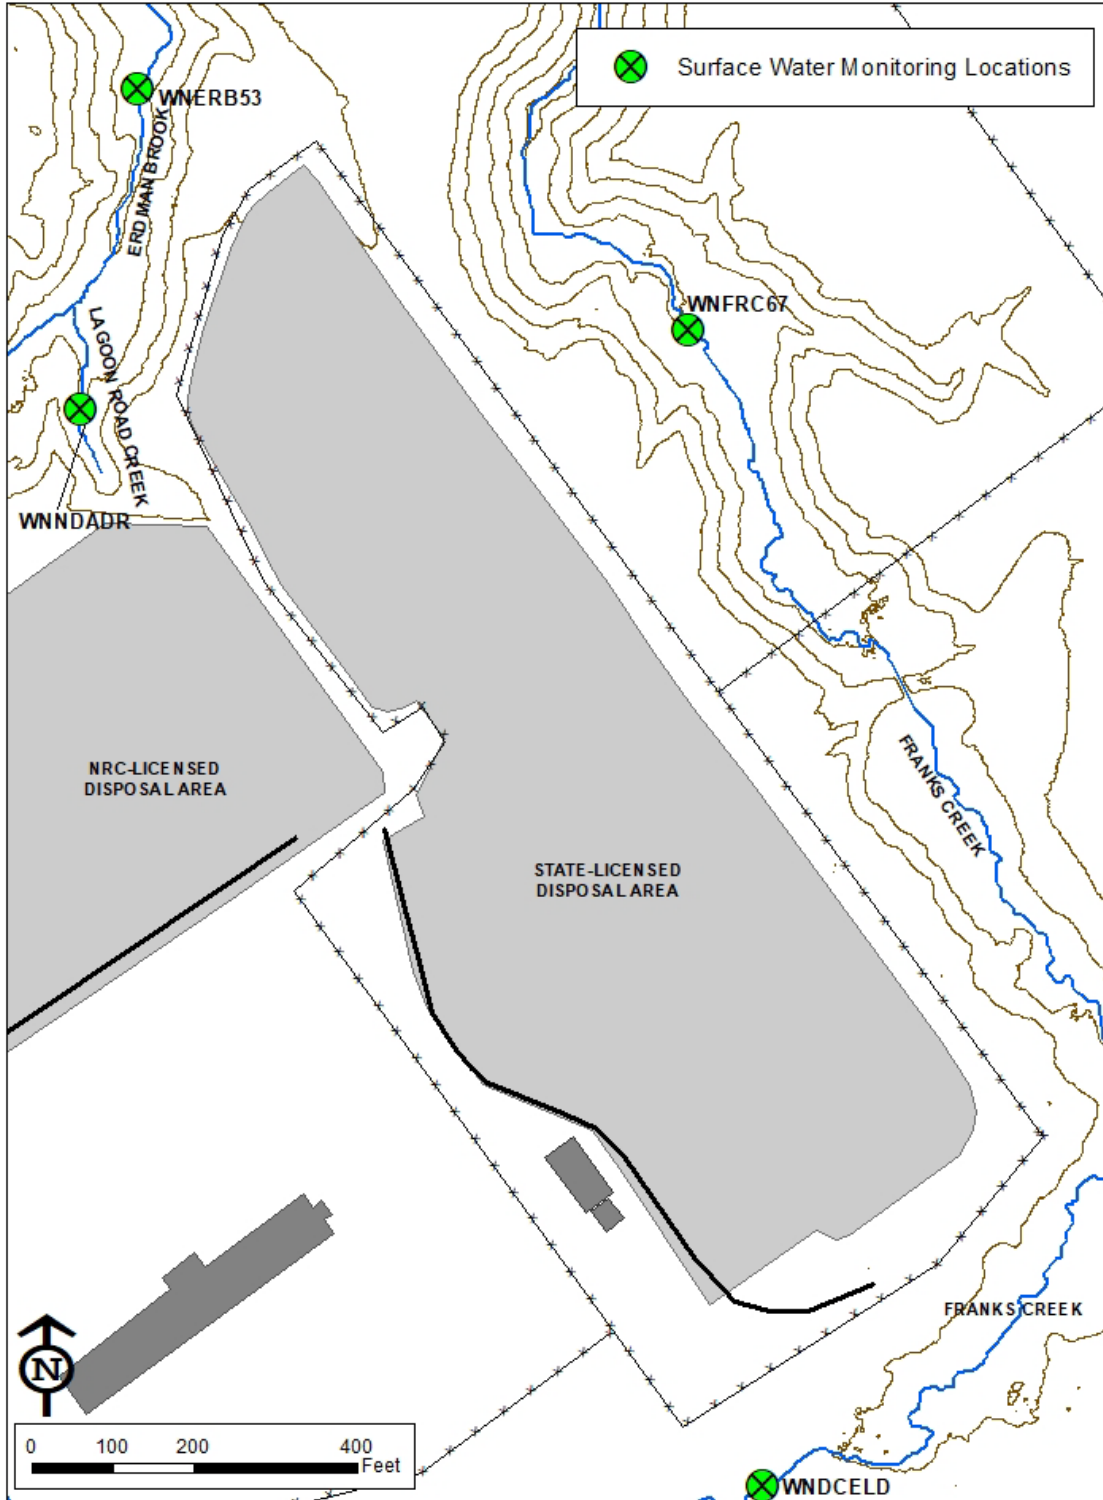 Surface Water Monitoring Locations
WNERB53
ERDMAN BROOK
WNFRC67
LAGOON ROAD CREEK
WNNDADR
NRC-LICENSED
DISPOSAL AREA
FRANKS CREEK
STATE-LICENSED
DISPOSAL AREA
FRANKS CREEK
N
0 100 200 400
Feet
WNDCELD